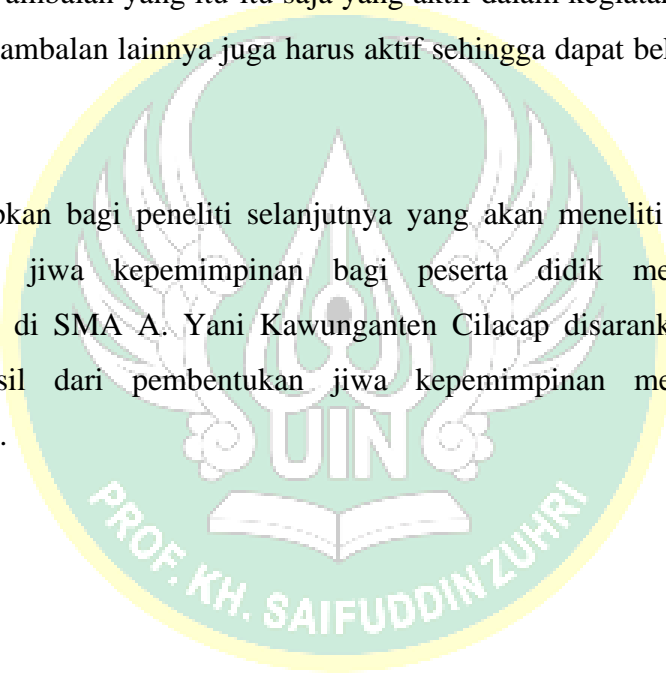 ambalan yang itu-itu saja yang aktif dalam kegiatan
ambalan lainnya juga harus aktif sehingga dapat bel
pkan bagi peneliti selanjutnya yang akan meneliti
jiwa kepemimpinan bagi peserta didik me
di SMA A. Yani Kawunganten Cilacap disarank
sil dari pembentukan jiwa kepemimpinan me
.
UIN
PROF. KH. SAIFUDDIN ZUHRI